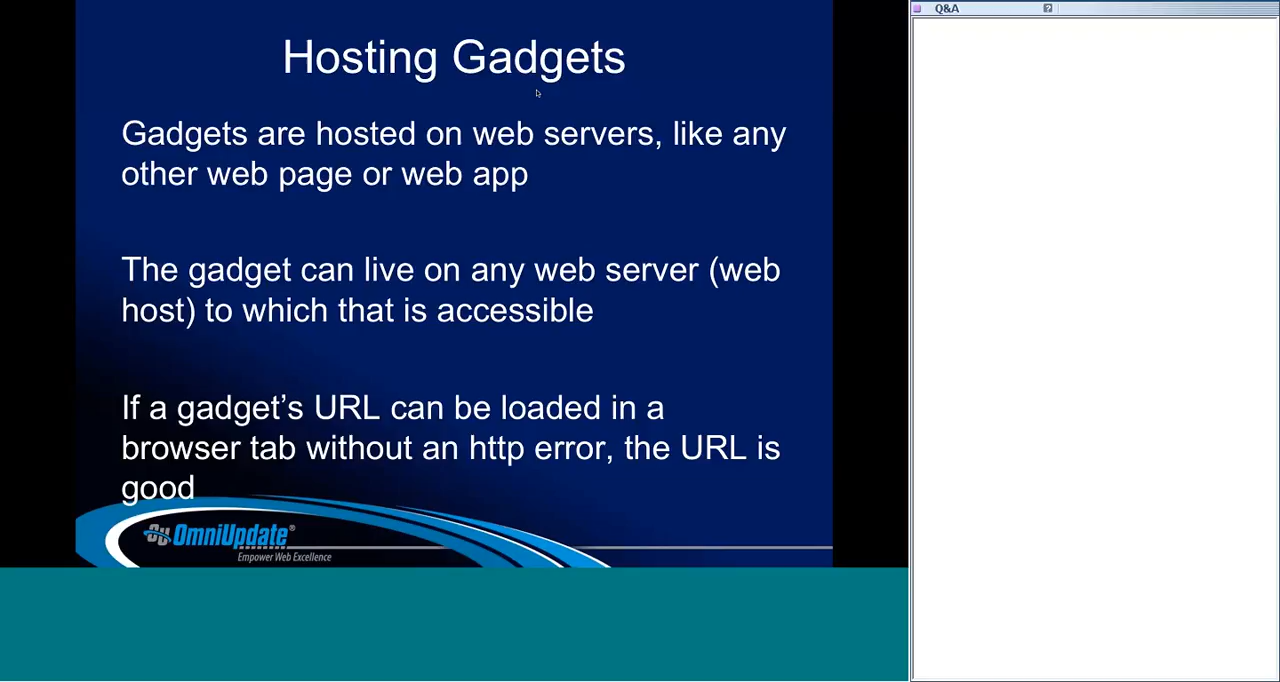 Hosting Gadgets
Gadgets are hosted on web servers, like any
other web page or web app
The gadget can live on any web server (web
host) to which that is accessible
If a gadget’s URL can be loaded in a
browser tab without an http error, the URL is
good
OU OmniUpdate®
Empower Web Excellence
Q&A
?